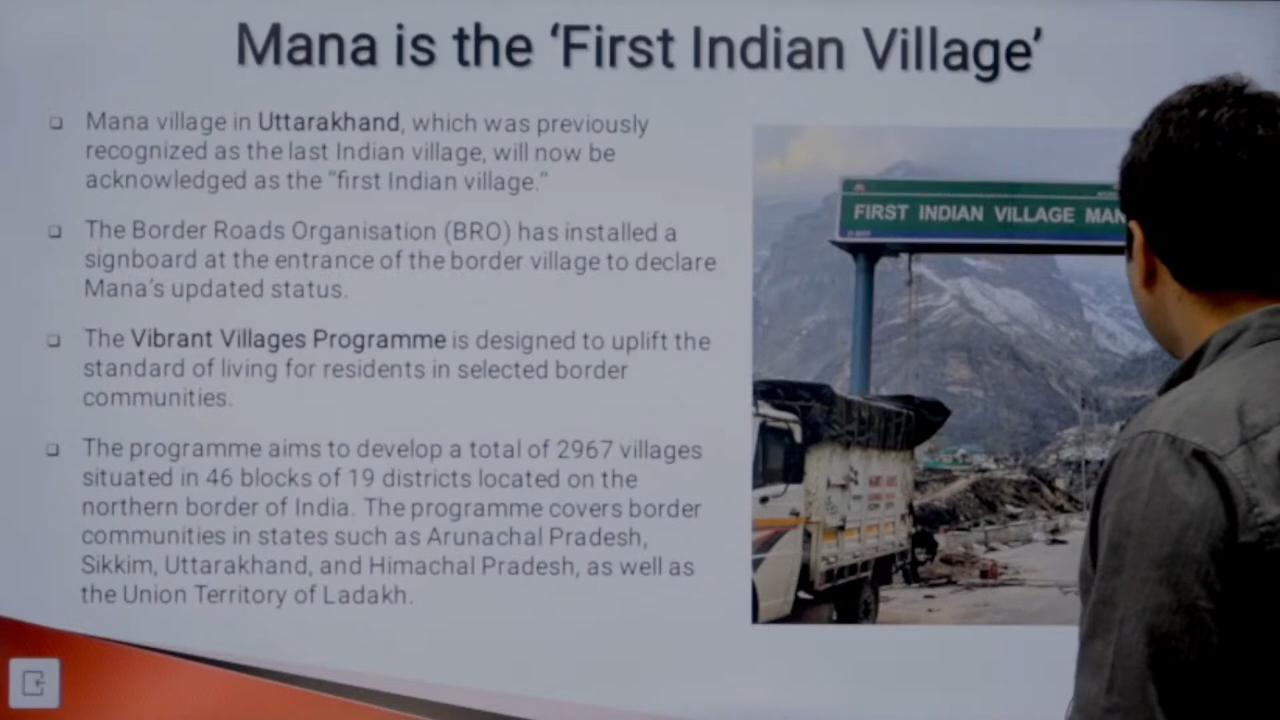 Mana is the ‘First Indian Village’
Mana village in Uttarakhand, which was previously
recognized as the last Indian village, will now be
acknowledged as the “first Indian village.”
The Border Roads Organisation (BRO) has installed a
signboard at the entrance of the border village to declare
Mana’s updated status.
The Vibrant Villages Programme is designed to uplift the
standard of living for residents in selected border
communities.
The programme aims to develop a total of 2967 villages
situated in 46 blocks of 19 districts located on the
northern border of India. The programme covers border
communities in states such as Arunachal Pradesh,
Sikkim, Uttarakhand, and Himachal Pradesh, as well as
the Union Territory of Ladakh.
FIRST INDIAN VILLAGE MAN